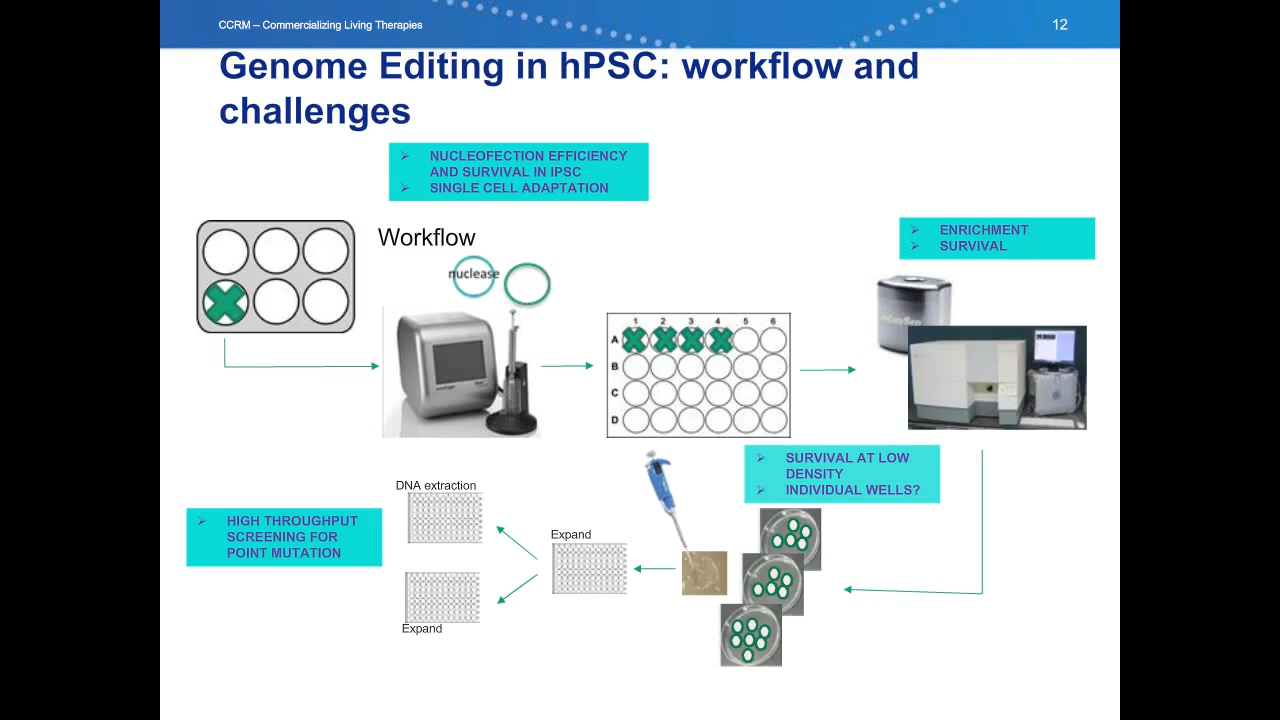 CCRM – Commercializing Living Therapies
12
Genome Editing in hPSC: workflow and
challenges
NUCLEOFECTION EFFICIENCY
AND SURVIVAL IN IPSC
SINGLE CELL ADAPTATION
ENRICHMENT
SURVIVAL
Workflow
nuclease
1 2 3 4 5 6
A
B
C
D
SURVIVAL AT LOW
DENSITY
INDIVIDUAL WELLS?
DNA extraction
HIGH THROUGHPUT
SCREENING FOR
POINT MUTATION
Expand
Expand